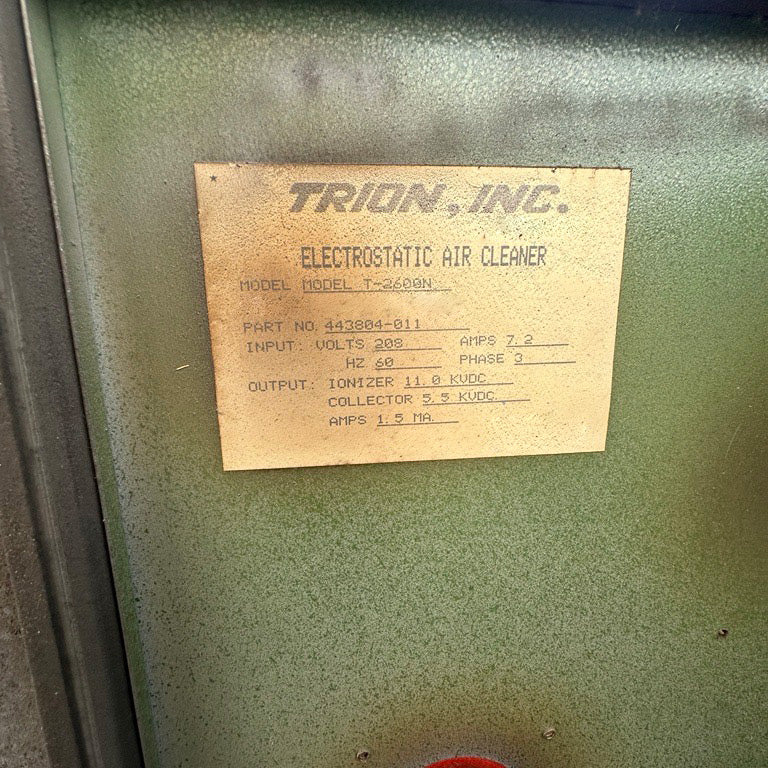 TRION, INC.
ELECTROSTATIC AIR CLEANER
MODEL MODEL T-2600N
PART NO. 443804-011
INPUT: VOLTS 208 AMPS 7.2
HZ 60 PHASE 3
OUTPUT: IONIZER 11.0 KVDC
COLLECTOR 5.5 KVDC
AMPS 1.5 MA.